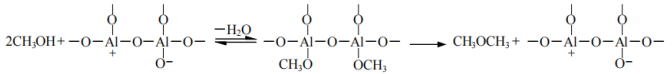 O O O O O O
−H₂O
2CH₃OH+−O−Al−O−Al−O− ⇌ −O−Al−O−Al−O− ⟶ CH₃OCH₃+ −O−Al−O−Al−O−
+ O− CH₃O OCH₃ + O−